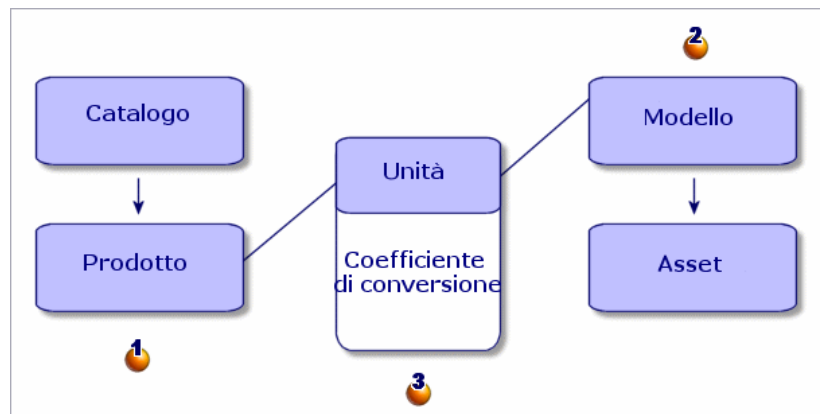 2
Catalogo
Modello
Unità
Prodotto
Coefficiente
di conversione
Asset
1
3